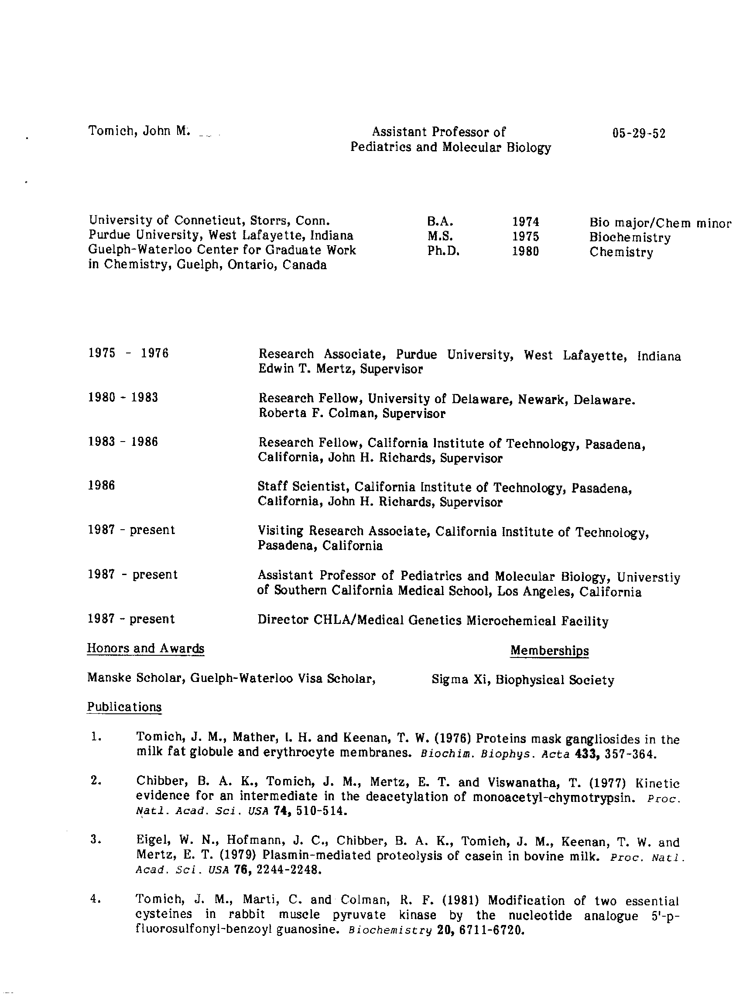 Tomich, John M. Assistant Professor of 05-29-52
Pediatrics and Molecular Biology
University of Conneticut, Storrs, Conn. B.A. 1974 Bio major/Chem minor
Purdue University, West Lafayette, Indiana M.S. 1975 Biochemistry
Guelph-Waterloo Center for Graduate Work Ph.D. 1980 Chemistry
in Chemistry, Guelph, Ontario, Canada
1975 - 1976 Research Associate, Purdue University, West Lafayette, Indiana
Edwin T. Mertz, Supervisor
1980 - 1983 Research Fellow, University of Delaware, Newark, Delaware.
Roberta F. Colman, Supervisor
1983 - 1986 Research Fellow, California Institute of Technology, Pasadena,
California, John H. Richards, Supervisor
1986 Staff Scientist, California Institute of Technology, Pasadena,
California, John H. Richards, Supervisor
1987 - present Visiting Research Associate, California Institute of Technology,
Pasadena, California
1987 - present Assistant Professor of Pediatrics and Molecular Biology, Universtiy
of Southern California Medical School, Los Angeles, California
1987 - present Director CHLA/Medical Genetics Microchemical Facility
Honors and Awards Memberships
Manske Scholar, Guelph-Waterloo Visa Scholar, Sigma Xi, Biophysical Society
Publications
1. Tomich, J. M., Mather, I. H. and Keenan, T. W. (1976) Proteins mask gangliosides in the
milk fat globule and erythrocyte membranes. Biochim. Biophys. Acta 433, 357-364.
2. Chibber, B. A. K., Tomich, J. M., Mertz, E. T. and Viswanatha, T. (1977) Kinetic
evidence for an intermediate in the deacetylation of monoacetyl-chymotrypsin. Proc.
Natl. Acad. Sci. USA 74, 510-514.
3. Eigel, W. N., Hofmann, J. C., Chibber, B. A. K., Tomich, J. M., Keenan, T. W. and
Mertz, E. T. (1979) Plasmin-mediated proteolysis of casein in bovine milk. Proc. Natl.
Acad. Sci. USA 76, 2244-2248.
4. Tomich, J. M., Marti, C. and Colman, R. F. (1981) Modification of two essential
cysteines in rabbit muscle pyruvate kinase by the nucleotide analogue 5'-p-
fluorosulfonyl-benzoyl guanosine. Biochemistry 20, 6711-6720.